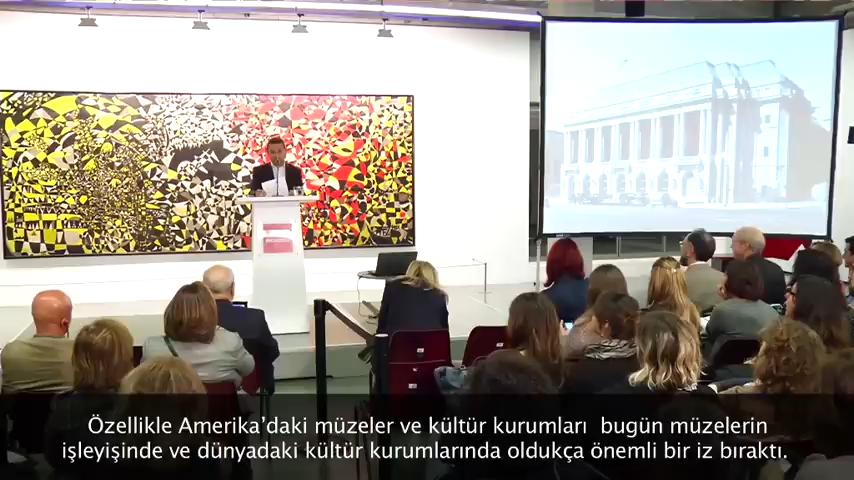 Özellikle Amerika'daki müzeler ve kültür kurumları bugün müzelerin
işleyişinde ve dünyadaki kültür kurumlarında oldukça önemli bir iz bıraktı.